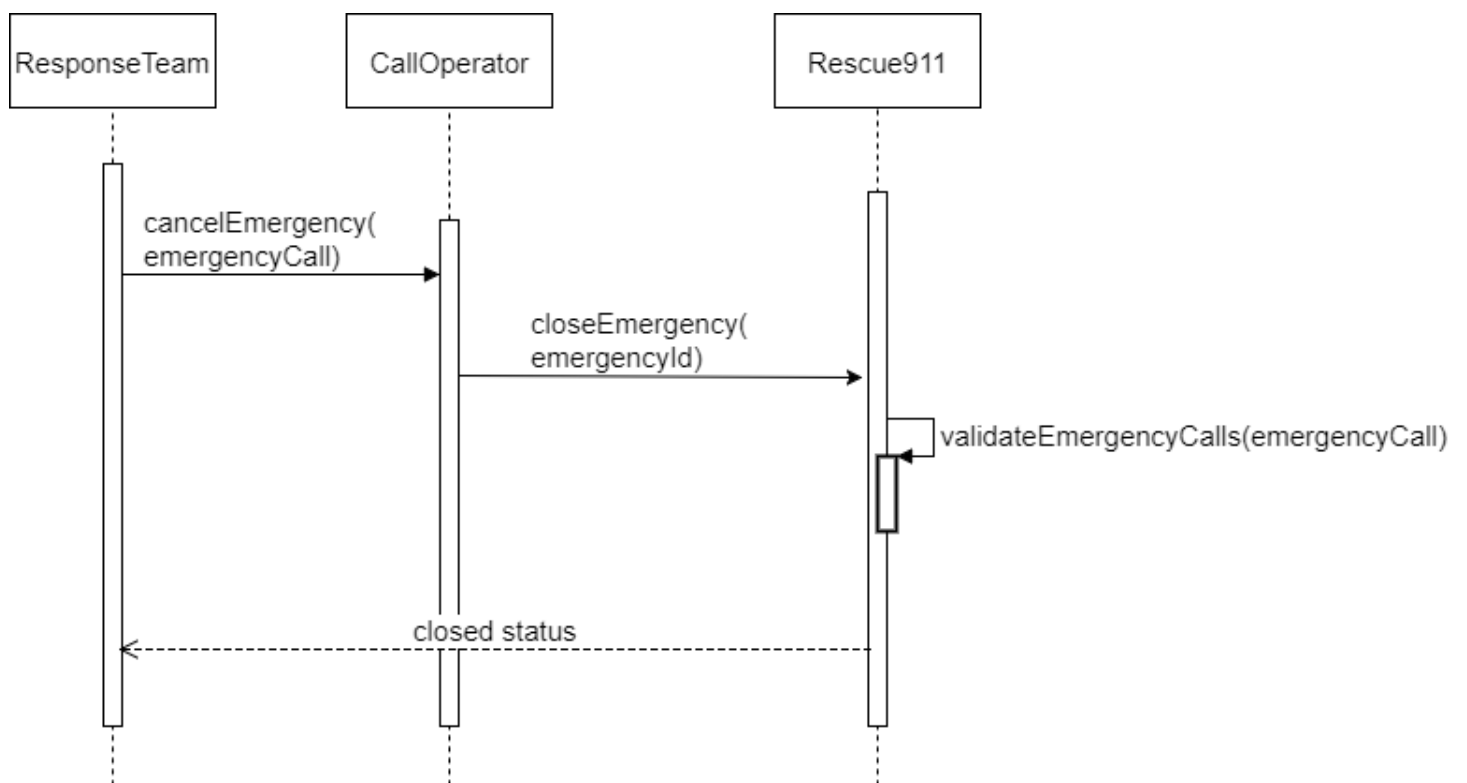 ResponseTeam
CallOperator
Rescue911
cancelEmergency(
emergencyCall)
closeEmergency(
emergencyId)
validateEmergencyCalls(emergencyCall)
closed status